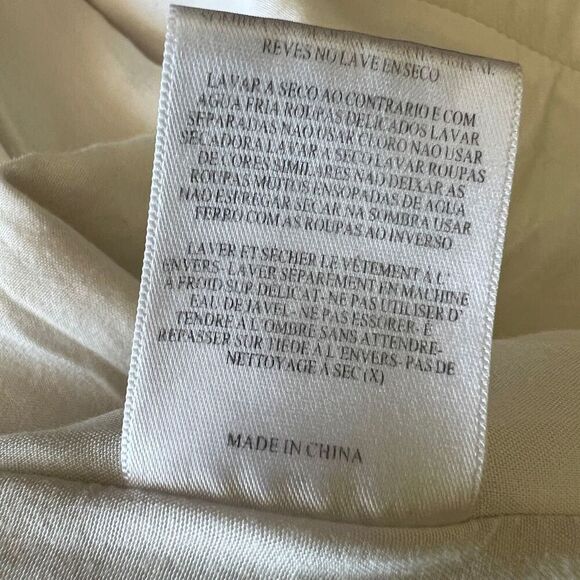 REVES NO LAVE EN SECO
LAVAR A SECO AO CONTRARIO E COM
AGUA FRIA ROUPAS DELICADOS LAVAR
SEPARADAS NAO USAR CLORO NAO USAR
SECADORA LAVAR A SECO LAVAR ROUPAS
DE CORES SIMILARES NAO DEIXAR AS
ROUPAS MUITOS ENSOPADAS DE AGUA
NAO ESFREGAR SECAR NA SOMBRA USAR
FERRO COM AS ROUPAS AO INVERSO
LAVER ET SECHER LE VÊTEMENT A L'
ENVERS- LAVER SÉPAREMENT EN MACHINE
A FROID SUR DELICAT- NE PAS UTILISER D'
EAU DE JAVEL- NE PAS ESSORER- É
TENDRE À L'OMBRE SANS ATTENDRE-
REPASSER SUR TIEDE À L'ENVERS- PAS DE
NETTOYAGE À SEC (X)
MADE IN CHINA